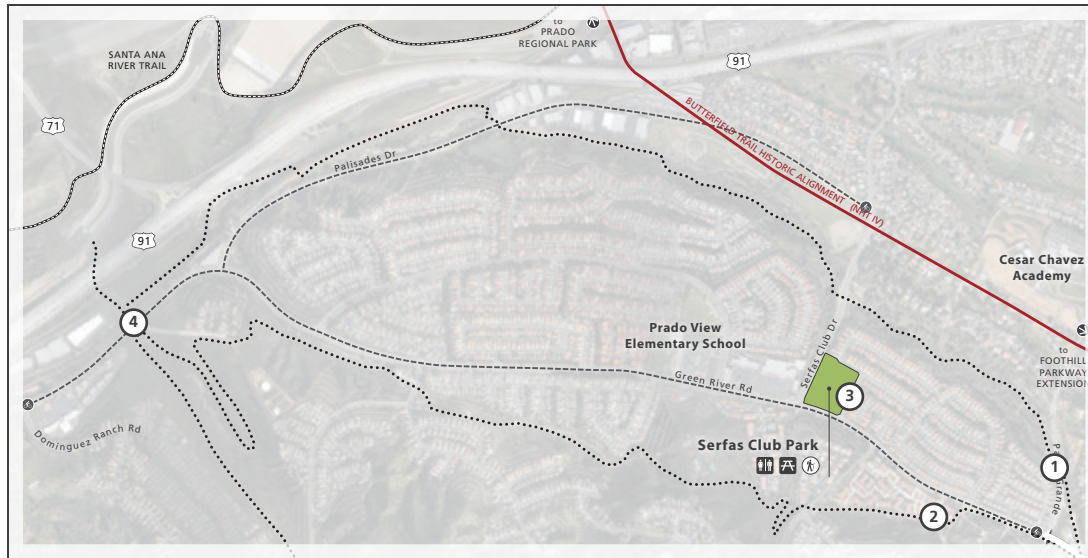 to
PRADO
REGIONAL PARK
SANTA ANA
RIVER TRAIL
91
71
BUTTERFIELD TRAIL HISTORIC ALIGNMENT (NHT IV)
Palisades Dr
91
Cesar Chavez
Academy
4
Prado View
Elementary School
Serfas Club Dr
to
FOOTHILL
PARKWAY
EXTENSION
Green River Rd
3
Dominguez Ranch Rd
Serfas Club Park
1
2